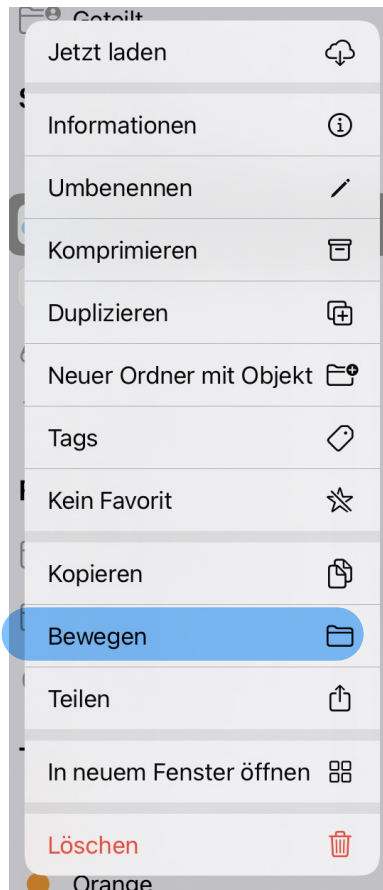 Geteilt
Jetzt laden
Informationen
Umbenennen
Komprimieren
Duplizieren
Neuer Ordner mit Objekt
Tags
Kein Favorit
Kopieren
Bewegen
Teilen
In neuem Fenster öffnen
Löschen
Orange